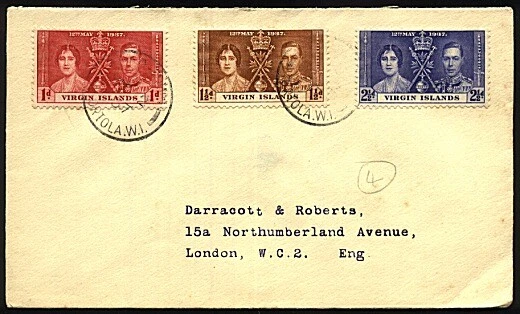 12TH MAY 1937.
VIRGIN ISLANDS
1d 1d
12TH MAY 1937.
VIRGIN ISLANDS
1½d 1½d
12TH MAY 1937.
VIRGIN ISLANDS
2½d 2½d
RTOLA.W.I.
TOLA.W.I.
4
Darracott & Roberts,
15a Northumberland Avenue,
London, W.C.2. Eng